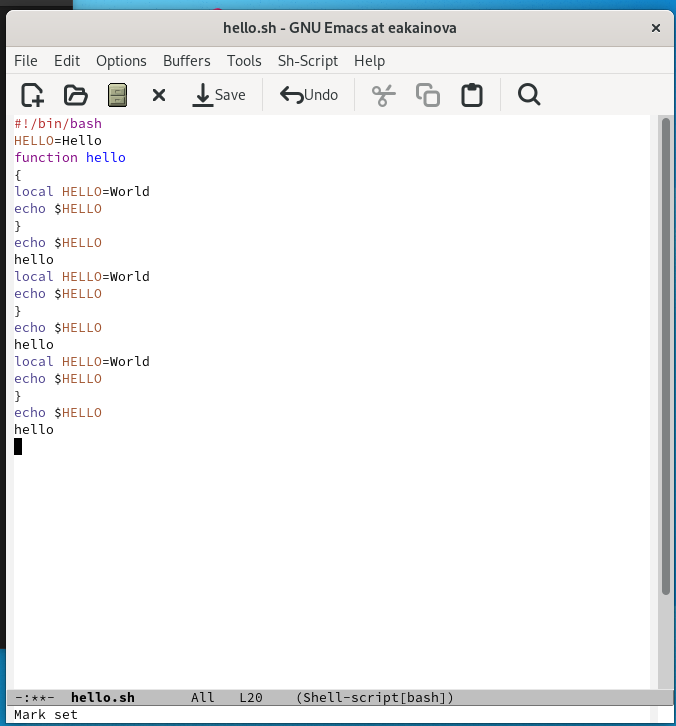 hello.sh - GNU Emacs at eakainova
File Edit Options Buffers Tools Sh-Script Help
Save Undo
#!/bin/bash
HELLO=Hello
function hello
{
local HELLO=World
echo $HELLO
}
echo $HELLO
hello
local HELLO=World
echo $HELLO
}
echo $HELLO
hello
local HELLO=World
echo $HELLO
}
echo $HELLO
hello
-:**- hello.sh All L20 (Shell-script[bash])
Mark set